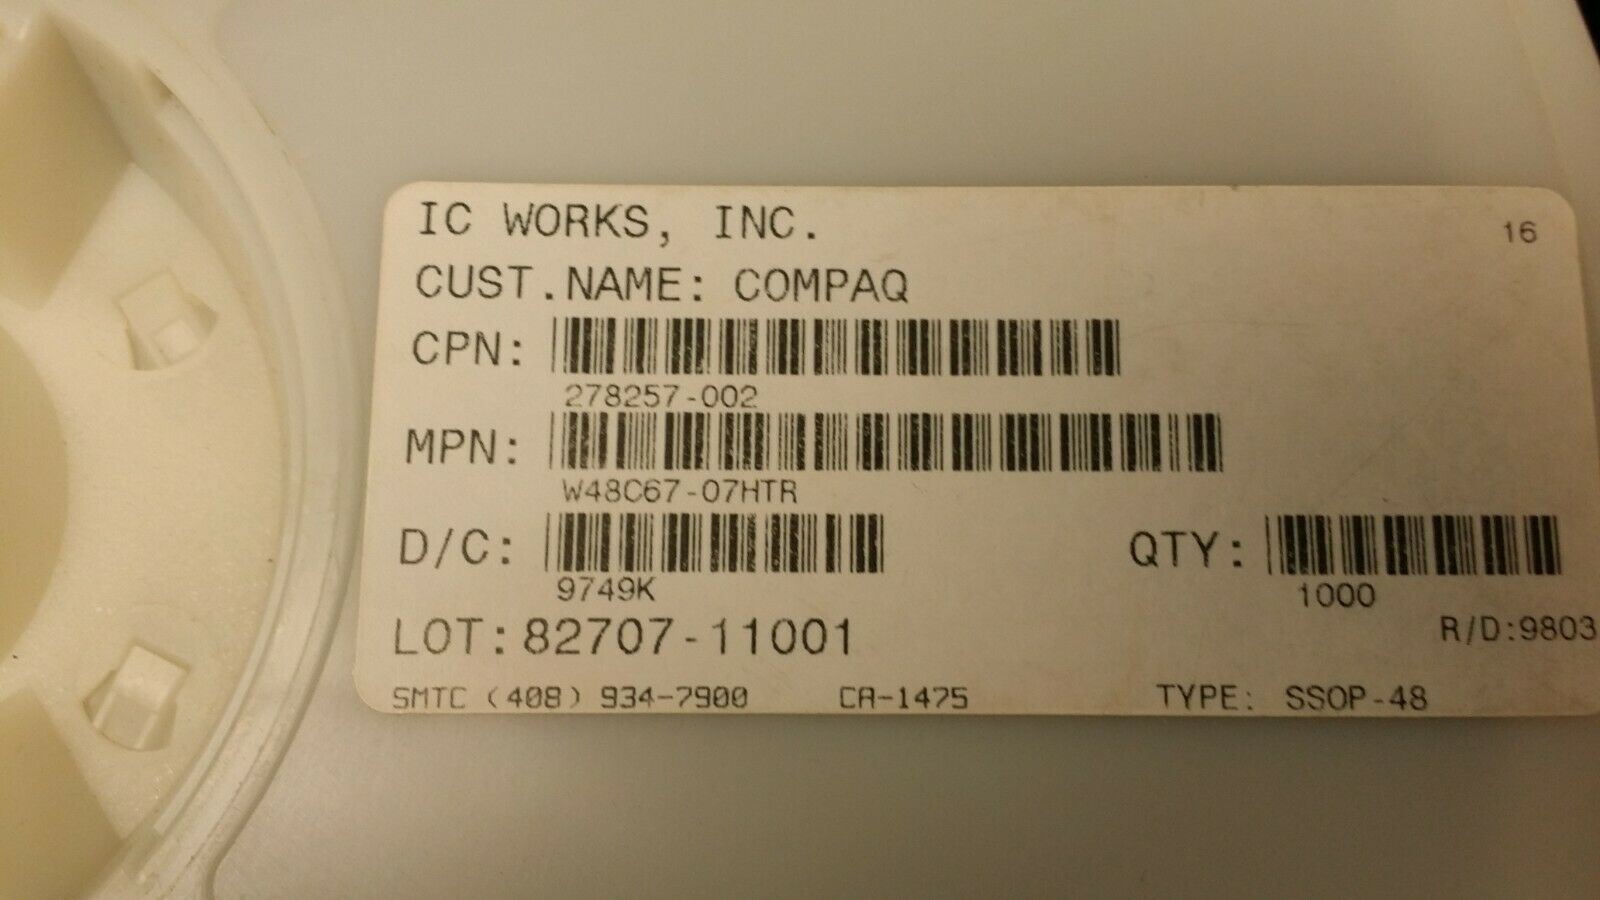 IC WORKS, INC.
16
CUST.NAME: COMPAQ
CPN:
278257-002
MPN:
W48C67-07HTR
D/C:
9749K
QTY:
1000
LOT:82707-11001
R/D:9803
SMTC (408) 934-7900 CA-1475 TYPE: SSOP-48